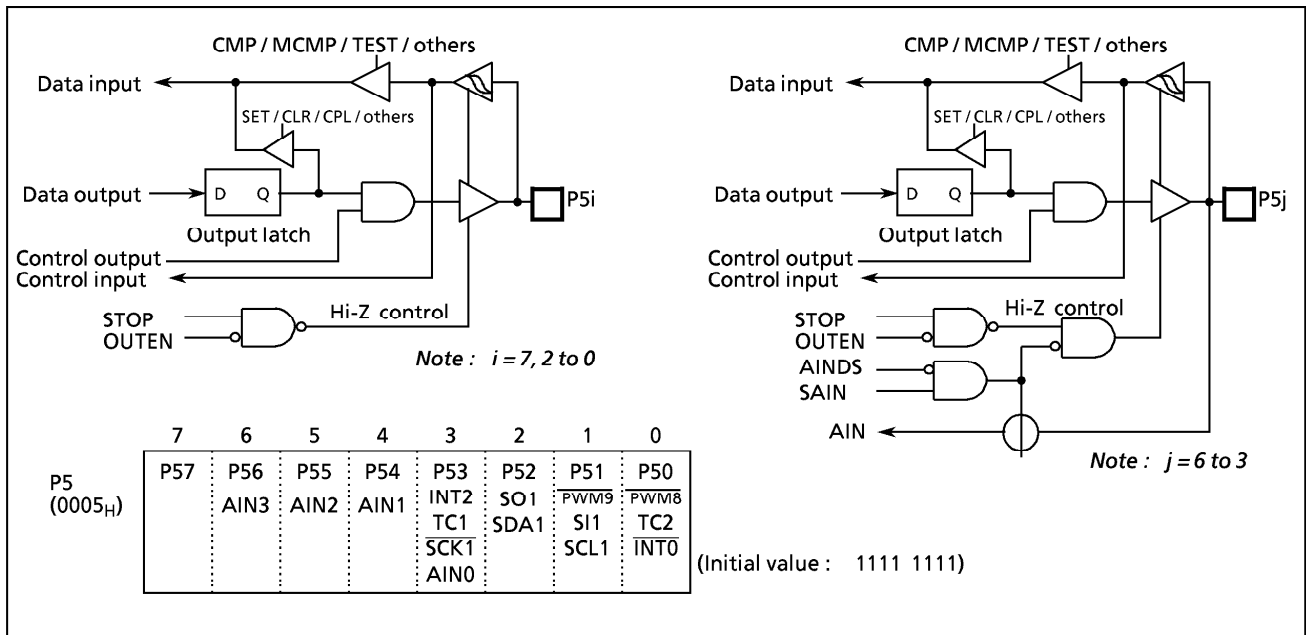 CMP / MCMP / TEST / others
Data input
SET / CLR / CPL / others
Data output
D Q
P5i
Output latch
Control output
Control input
STOP
OUTEN
Hi-Z control
Note : i = 7, 2 to 0
CMP / MCMP / TEST / others
Data input
SET / CLR / CPL / others
Data output
D Q
P5j
Output latch
Control output
Control input
STOP
OUTEN
Hi-Z control
AINDS
SAIN
AIN
Note : j = 6 to 3
7 6 5 4 3 2 1 0
P5
(0005H)
P57
P56
AIN3
P55
AIN2
P54
AIN1
P53
INT2
TC1
SCK1
AIN0
P52
SO1
SDA1
P51
PWM9
SI1
SCL1
P50
PWM8
TC2
INT0
(Initial value : 1111 1111)